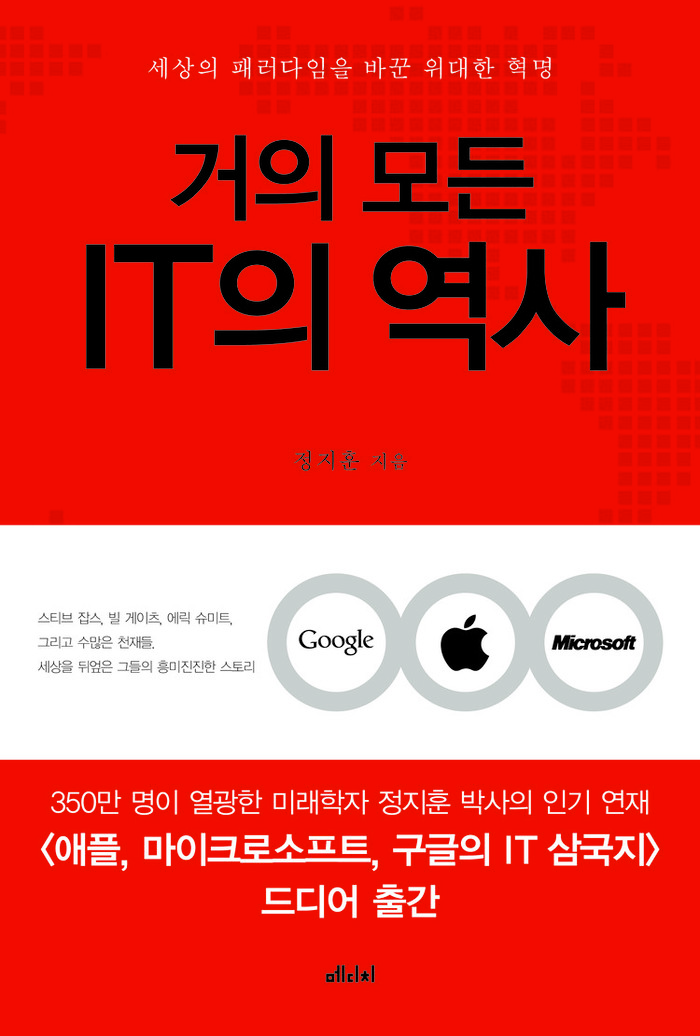 세상의 패러다임을 바꾼 위대한 혁명
거의 모든
IT의 역사
정지훈 지음
스티브 잡스, 빌 게이츠, 에릭 슈미트,
그리고 수많은 천재들,
세상을 뒤엎은 그들의 흥미진진한 스토리
Google
Microsoft
350만 명이 열광한 미래학자 정지훈 박사의 인기 연재
〈애플, 마이크로소프트, 구글의 IT 삼국지〉
드디어 출간
메디치